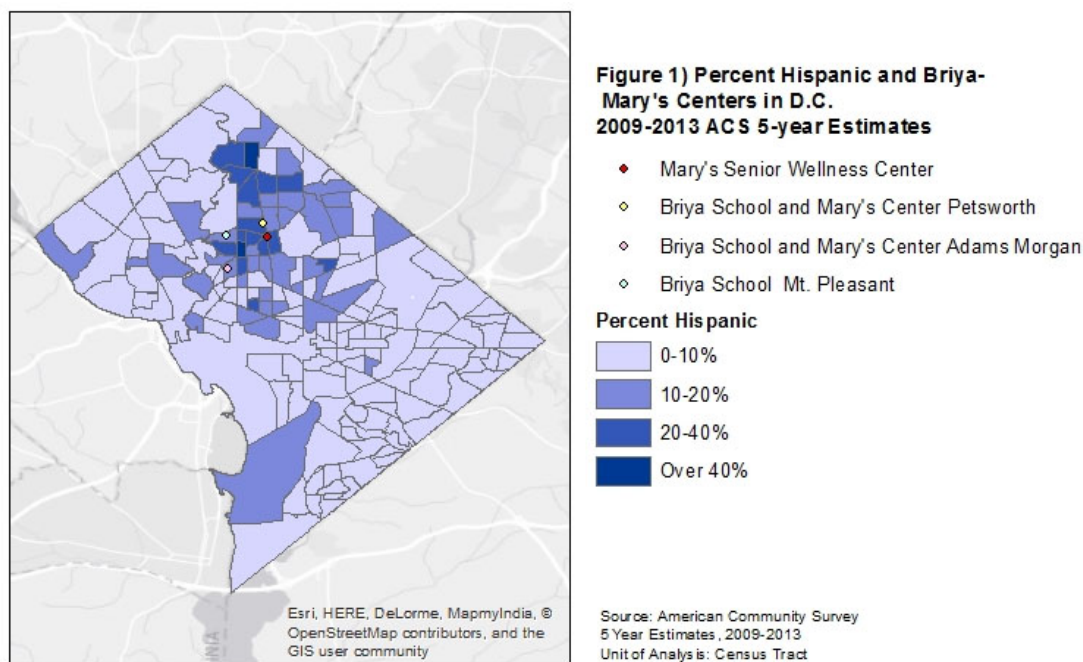 Figure 1) Percent Hispanic and Briya-
Mary's Centers in D.C.
2009-2013 ACS 5-year Estimates
Mary's Senior Wellness Center
Briya School and Mary's Center Petsworth
Briya School and Mary's Center Adams Morgan
Briya School Mt. Pleasant
Percent Hispanic
0-10%
10-20%
20-40%
Over 40%
Esri, HERE, DeLorme, MapmyIndia, ©
OpenStreetMap contributors, and the
GIS user community
Source: American Community Survey
5 Year Estimates, 2009-2013
Unit of Analysis: Census Tract